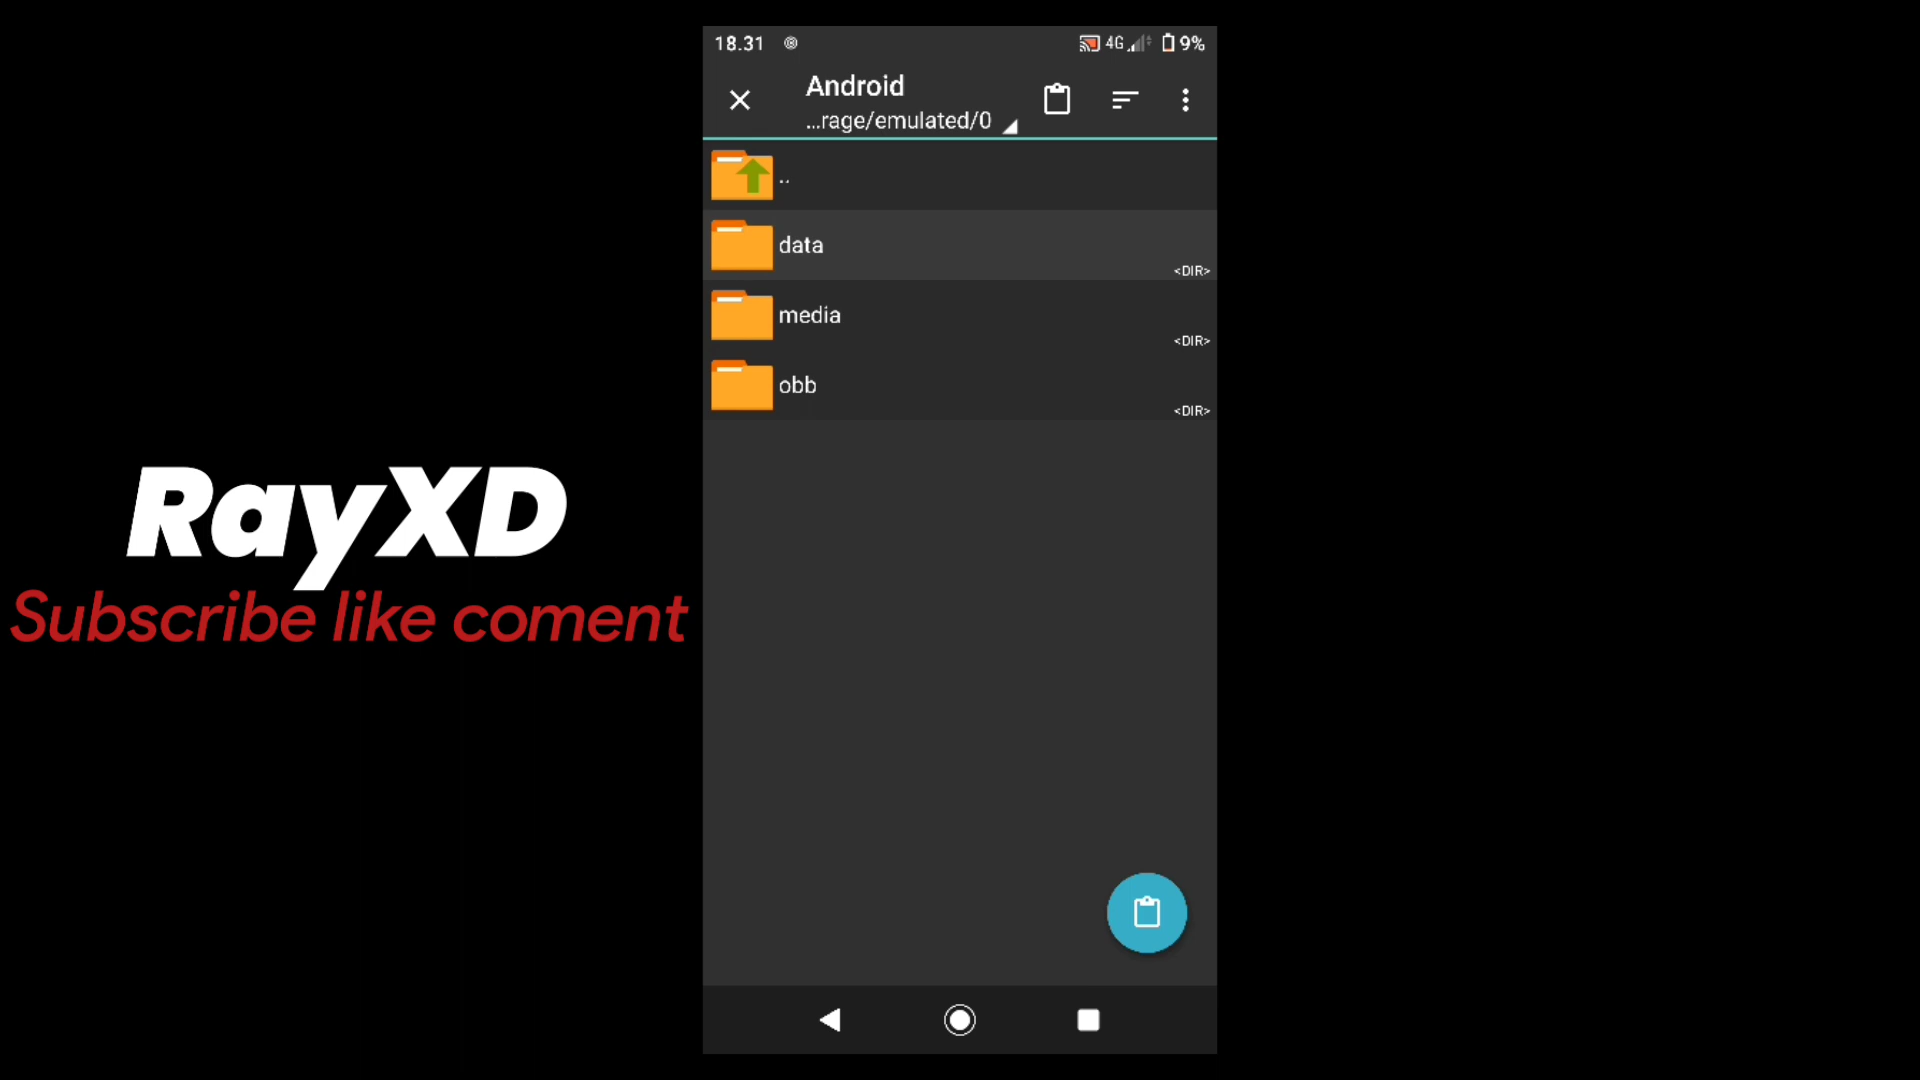 18.31
4G 9%
Android
...rage/emulated/0
..
data
<DIR>
media
<DIR>
obb
<DIR>
RayXD
Subscribe like coment